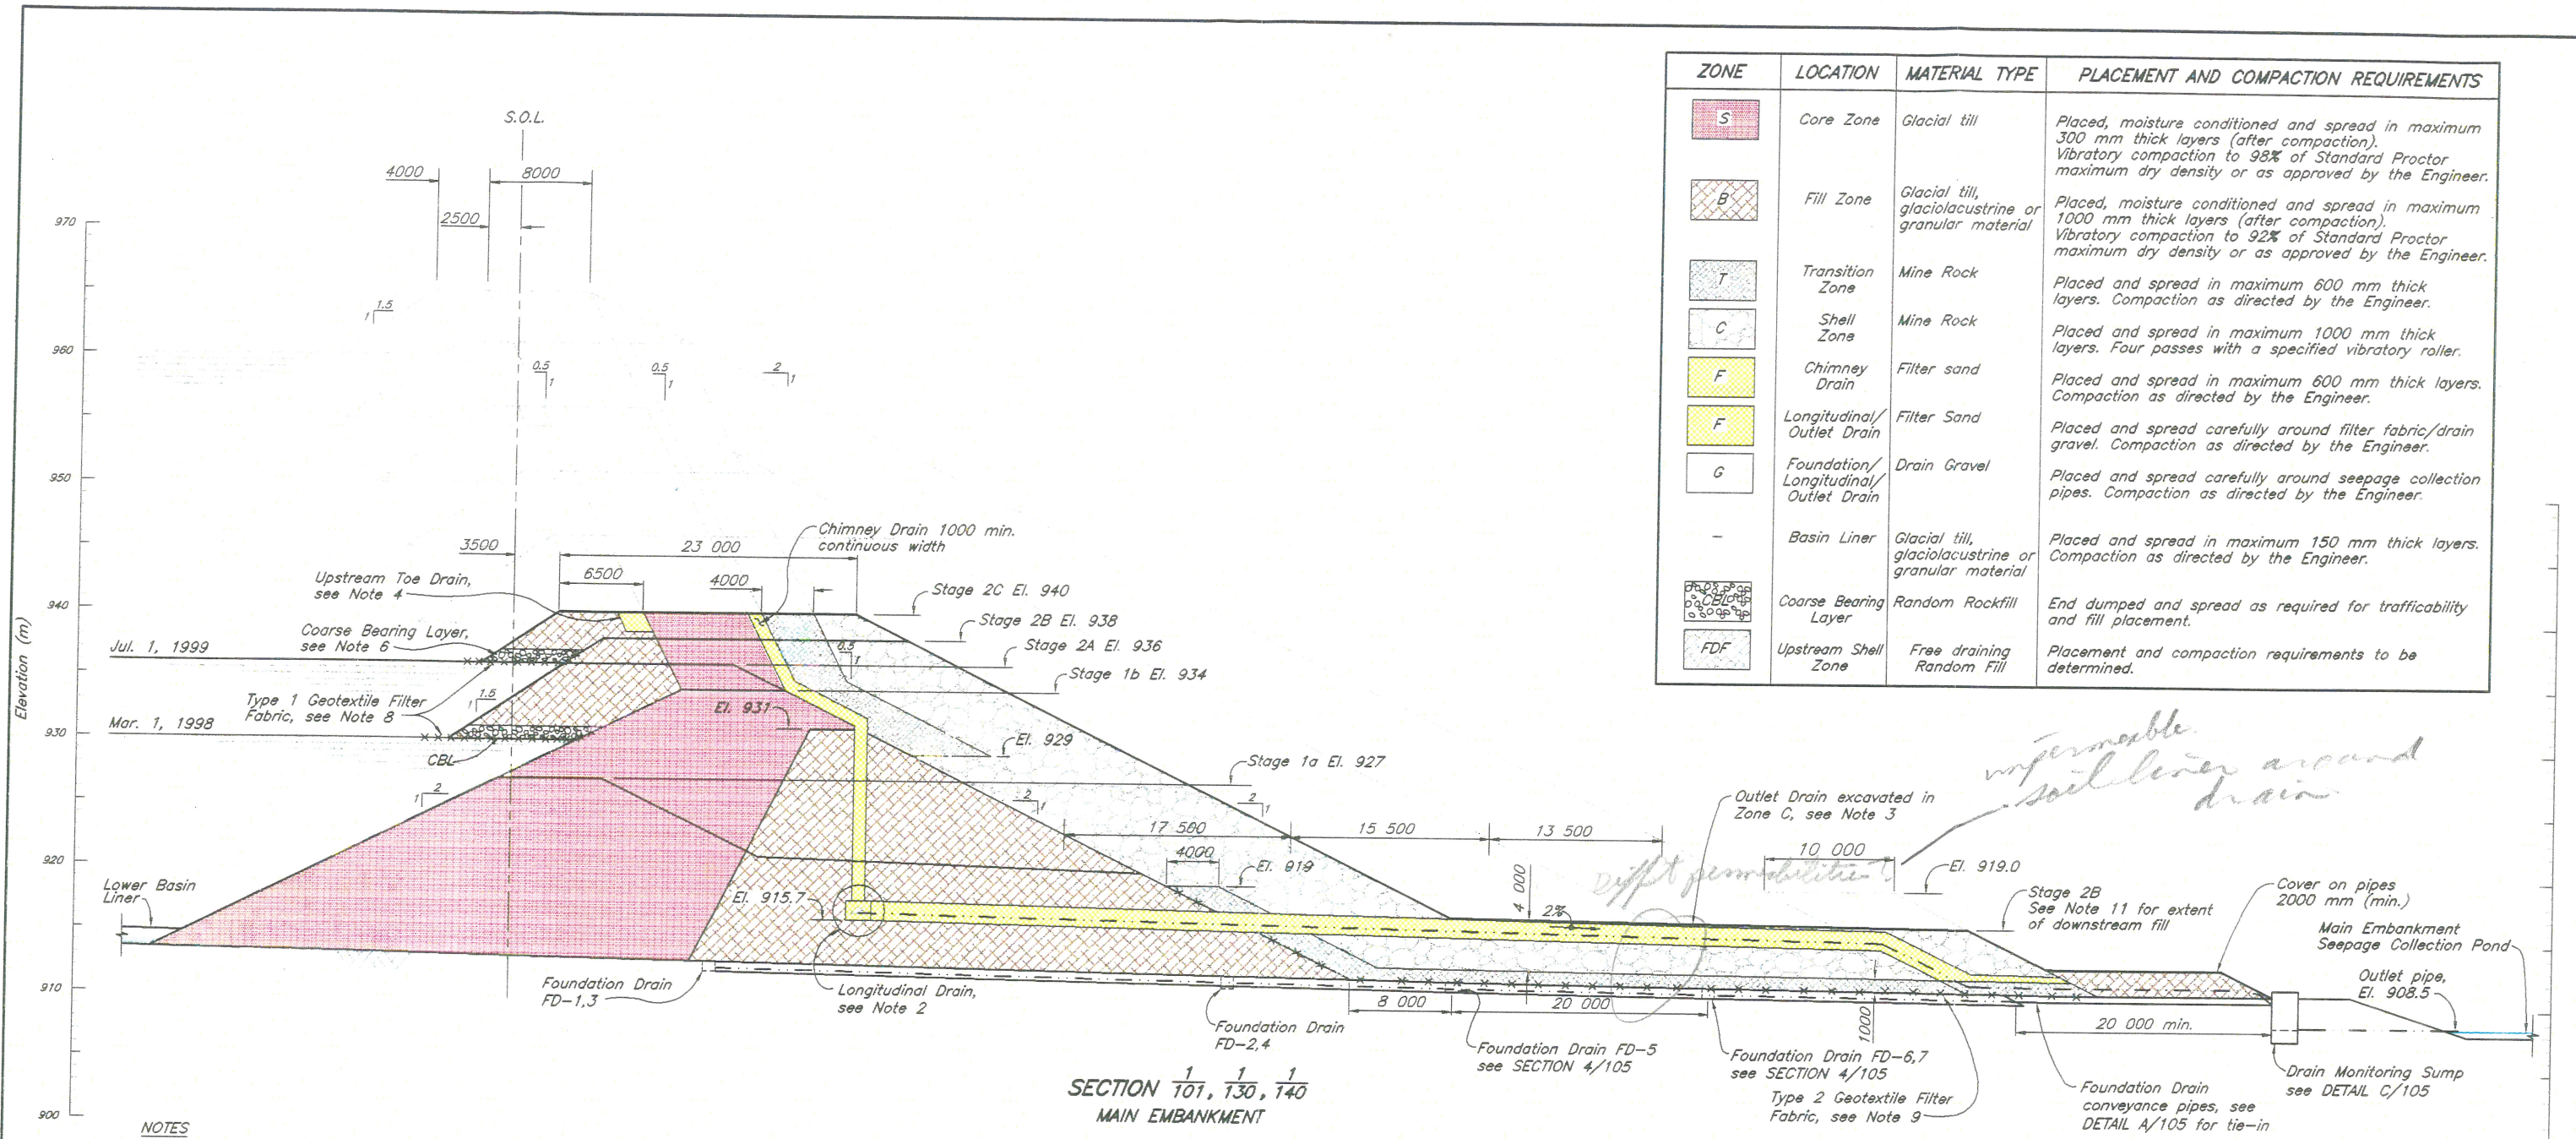 S.O.L.
4000
8000
2500
1.5
1
0.5
1
0.5
1
2
1
970
960
950
940
930
920
910
900
Elevation (m)
3500
23 000
Chimney Drain 1000 min.
continuous width
6500
4000
Upstream Toe Drain,
see Note 4
Stage 2C El. 940
Coarse Bearing Layer,
see Note 6
Stage 2B El. 938
Jul. 1, 1999
Stage 2A El. 936
0.5
1
Stage 1b El. 934
Type 1 Geotextile Filter
Fabric, see Note 8
1.5
1
El. 931
Mar. 1, 1998
El. 929
CBL
Stage 1a El. 927
2
1
2
1
2
1
Outlet Drain excavated in
Zone C, see Note 3
17 500
15 500
13 500
4000
El. 919
10 000
El. 919.0
Lower Basin
Liner
El. 915.7
4 000
2%
Stage 2B
See Note 11 for extent
of downstream fill
Cover on pipes
2000 mm (min.)
Main Embankment
Seepage Collection Pond
Outlet pipe,
El. 908.5
Foundation Drain
FD-1,3
Longitudinal Drain,
see Note 2
Foundation Drain
FD-2,4
8 000
20 000
1000
20 000 min.
Foundation Drain FD-5
see SECTION 4/105
Foundation Drain FD-6,7
see SECTION 4/105
Type 2 Geotextile Filter
Fabric, see Note 9
Foundation Drain
conveyance pipes, see
DETAIL A/105 for tie-in
Drain Monitoring Sump
see DETAIL C/105
SECTION 1/101, 1/130, 1/140
MAIN EMBANKMENT
NOTES
impermeable
soil liner around
drain
permeabilities?
ZONE LOCATION MATERIAL TYPE PLACEMENT AND COMPACTION REQUIREMENTS
S Core Zone Glacial till Placed, moisture conditioned and spread in maximum
300 mm thick layers (after compaction).
Vibratory compaction to 98% of Standard Proctor
maximum dry density or as approved by the Engineer.
B Fill Zone Glacial till,
glaciolacustrine or
granular material
Placed, moisture conditioned and spread in maximum
1000 mm thick layers (after compaction).
Vibratory compaction to 92% of Standard Proctor
maximum dry density or as approved by the Engineer.
T Transition
Zone
Mine Rock
Placed and spread in maximum 600 mm thick
layers. Compaction as directed by the Engineer.
C Shell
Zone
Mine Rock
Placed and spread in maximum 1000 mm thick
layers. Four passes with a specified vibratory roller.
F Chimney
Drain
Filter sand
Placed and spread in maximum 600 mm thick layers.
Compaction as directed by the Engineer.
F Longitudinal/
Outlet Drain
Filter Sand
Placed and spread carefully around filter fabric/drain
gravel. Compaction as directed by the Engineer.
G Foundation/
Longitudinal/
Outlet Drain
Drain Gravel
Placed and spread carefully around seepage collection
pipes. Compaction as directed by the Engineer.
- Basin Liner
Glacial till,
glaciolacustrine or
granular material
Placed and spread in maximum 150 mm thick layers.
Compaction as directed by the Engineer.
CBL Coarse Bearing
Layer
Random Rockfill
End dumped and spread as required for trafficability
and fill placement.
FDF Upstream Shell
Zone
Free draining
Random Fill
Placement and compaction requirements to be
determined.